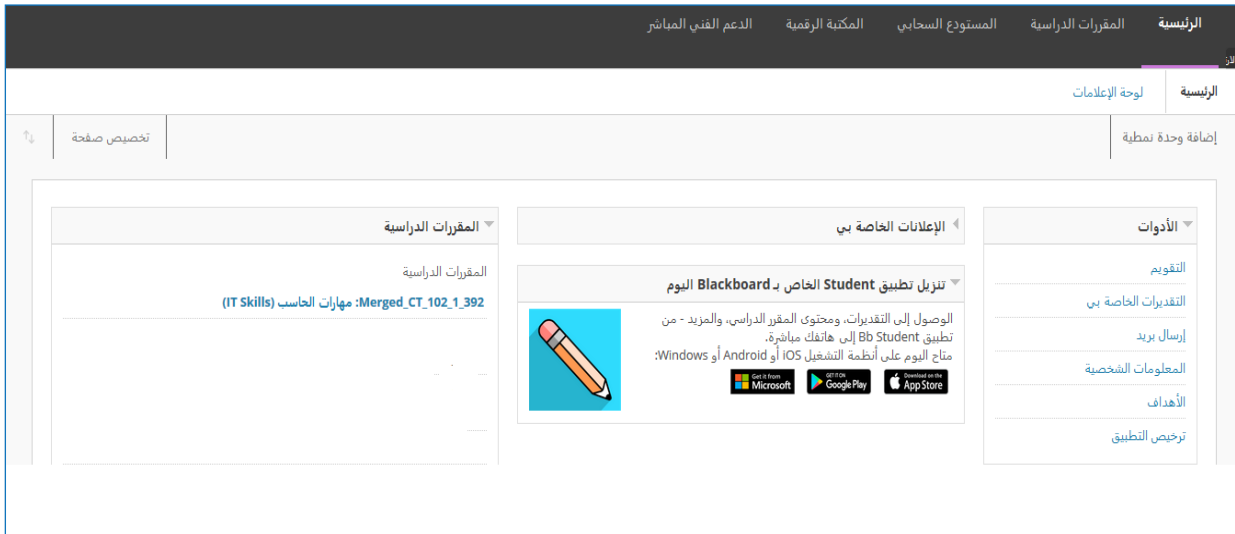 الرئيسية
المقررات الدراسية
المستودع السحابي
المكتبة الرقمية
الدعم الفني المباشر
الرئيسية
لوحة الإعلامات
إضافة وحدة نمطية
تخصيص صفحة
الأدوات
التقويم
التقديرات الخاصة بي
إرسال بريد
المعلومات الشخصية
الأهداف
ترخيص التطبيق
الإعلانات الخاصة بي
تنزيل تطبيق Student الخاص بـ Blackboard اليوم
الوصول إلى التقديرات، ومحتوى المقرر الدراسي، والمزيد - من
تطبيق Bb Student إلى هاتفك مباشرة.
متاح اليوم على أنظمة التشغيل iOS أو Android أو Windows:
Download on the
App Store
GET IT ON
Google Play
Get it from
Microsoft
المقررات الدراسية
المقررات الدراسية
Merged_CT_102_1_392: مهارات الحاسب (IT Skills)